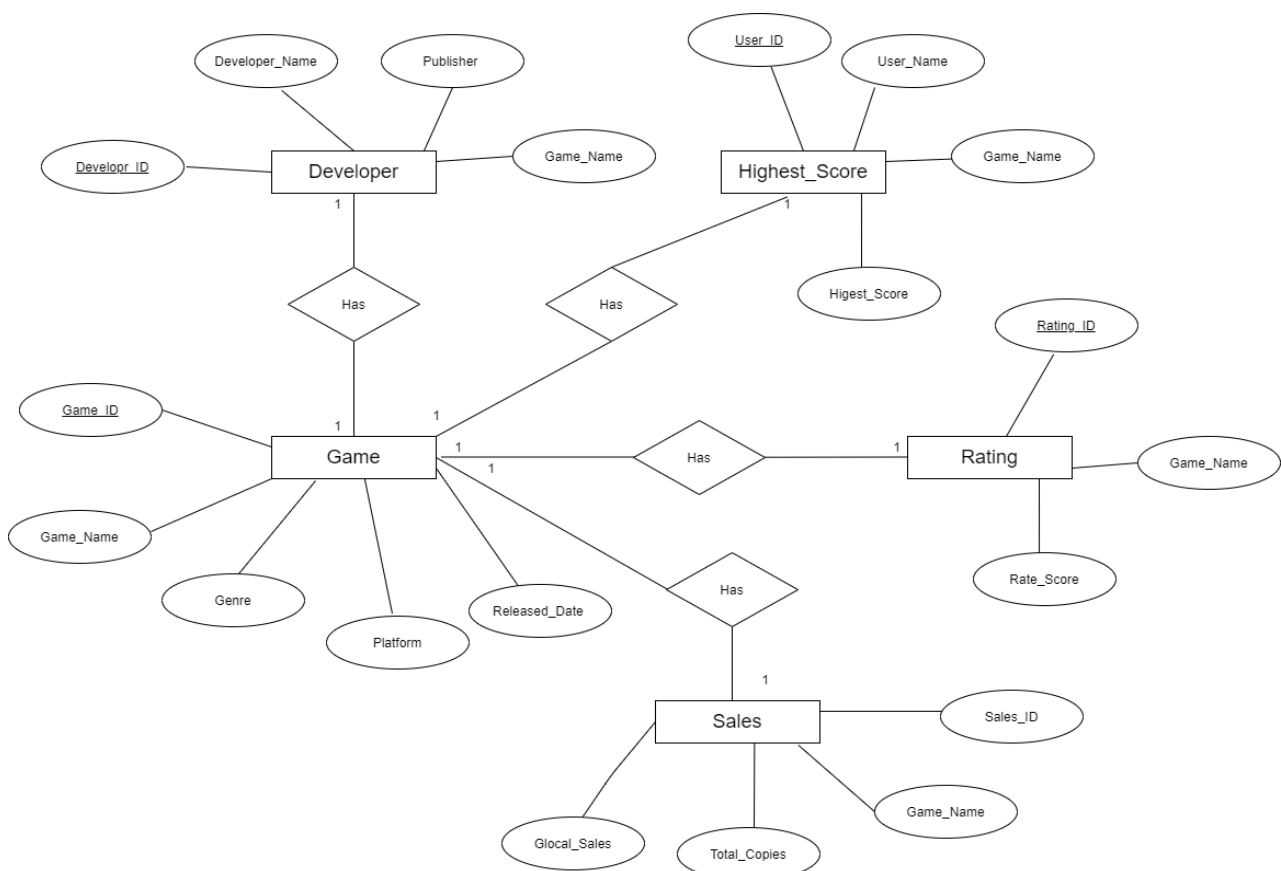 User_ID
Developer_Name
Publisher
User_Name
Developr_ID
Game_Name
Game_Name
Developer
Highest_Score
1
1
Has
Has
Higest_Score
Rating_ID
Game_ID
1
1
1
1
1
Game
Has
Rating
Game_Name
Game_Name
Rate_Score
Has
Genre
Released_Date
Platform
1
Sales
Sales_ID
Game_Name
Glocal_Sales
Total_Copies